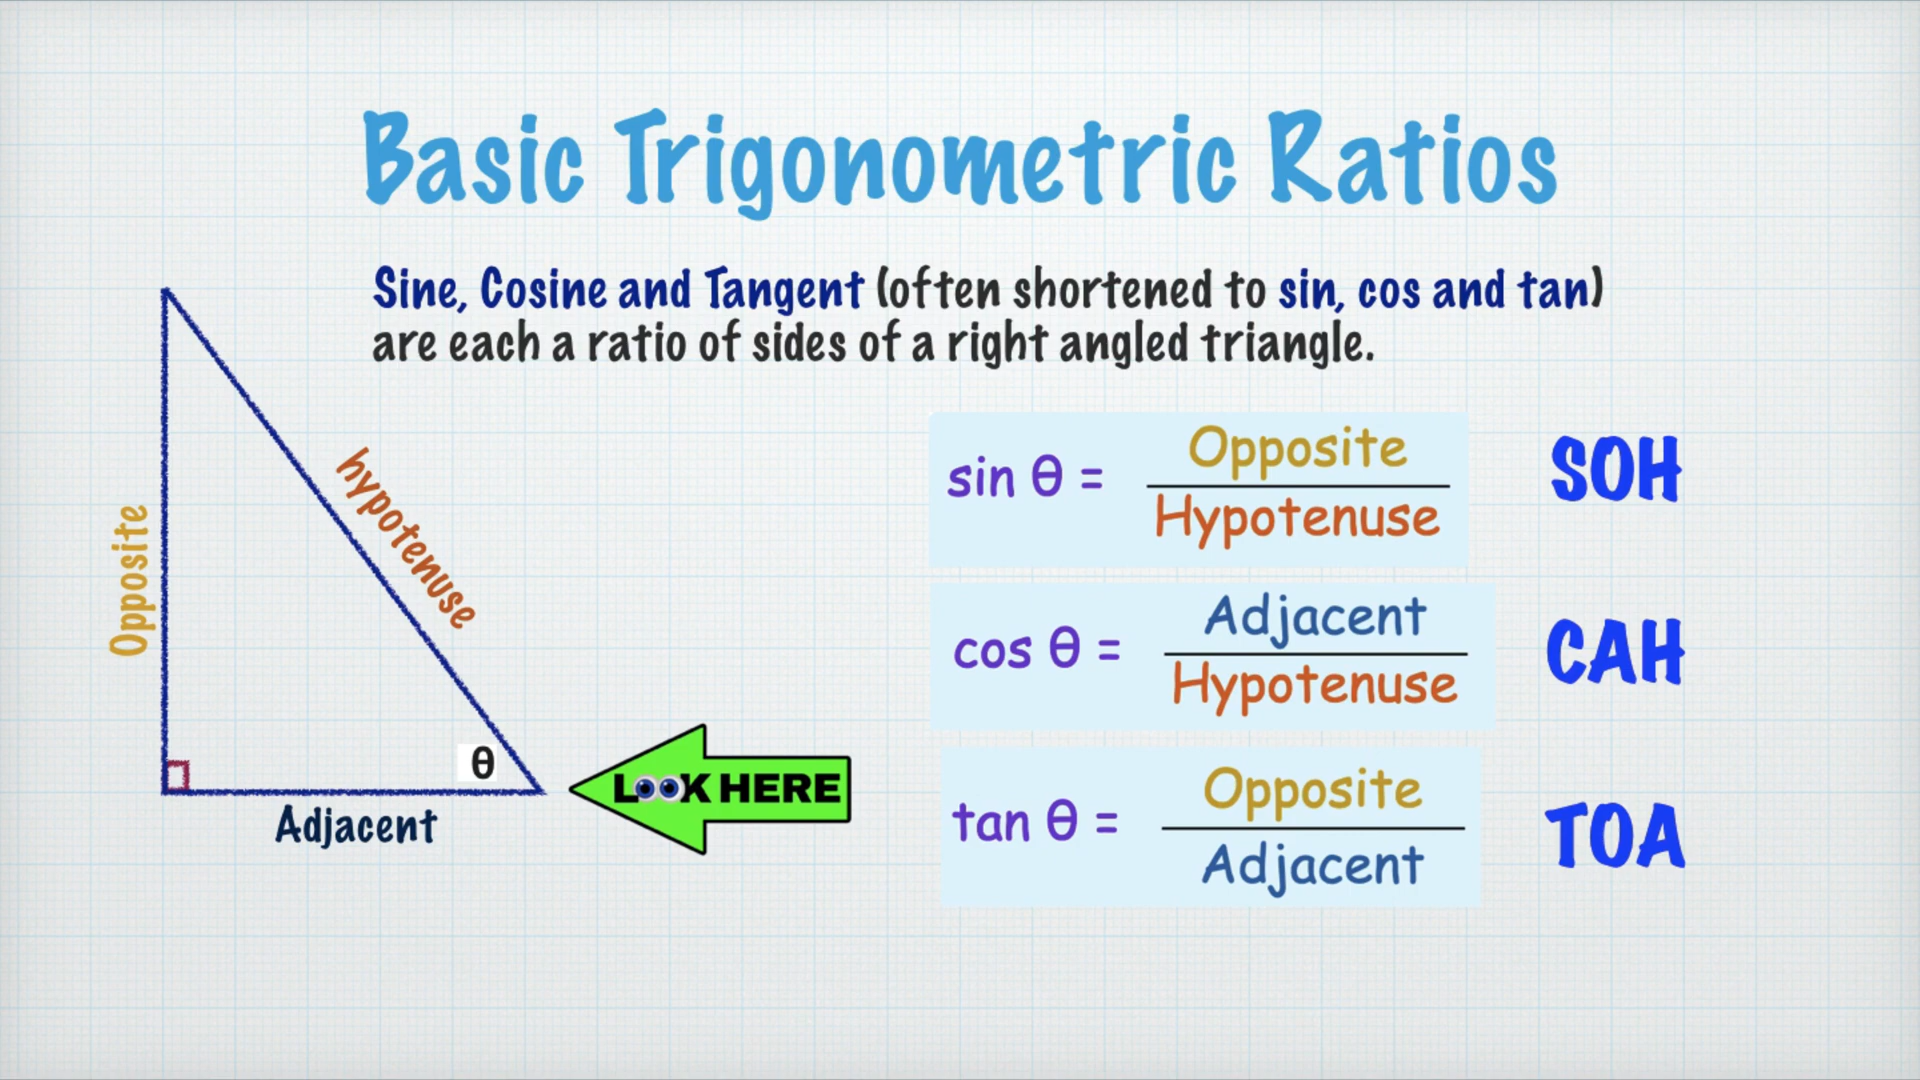 Basic Trigonometric Ratios
Sine, Cosine and Tangent (often shortened to sin, cos and tan)
are each a ratio of sides of a right angled triangle.
Opposite
hypotenuse
θ
Adjacent
LOOK HERE
sin θ = Opposite / Hypotenuse
SOH
cos θ = Adjacent / Hypotenuse
CAH
tan θ = Opposite / Adjacent
TOA